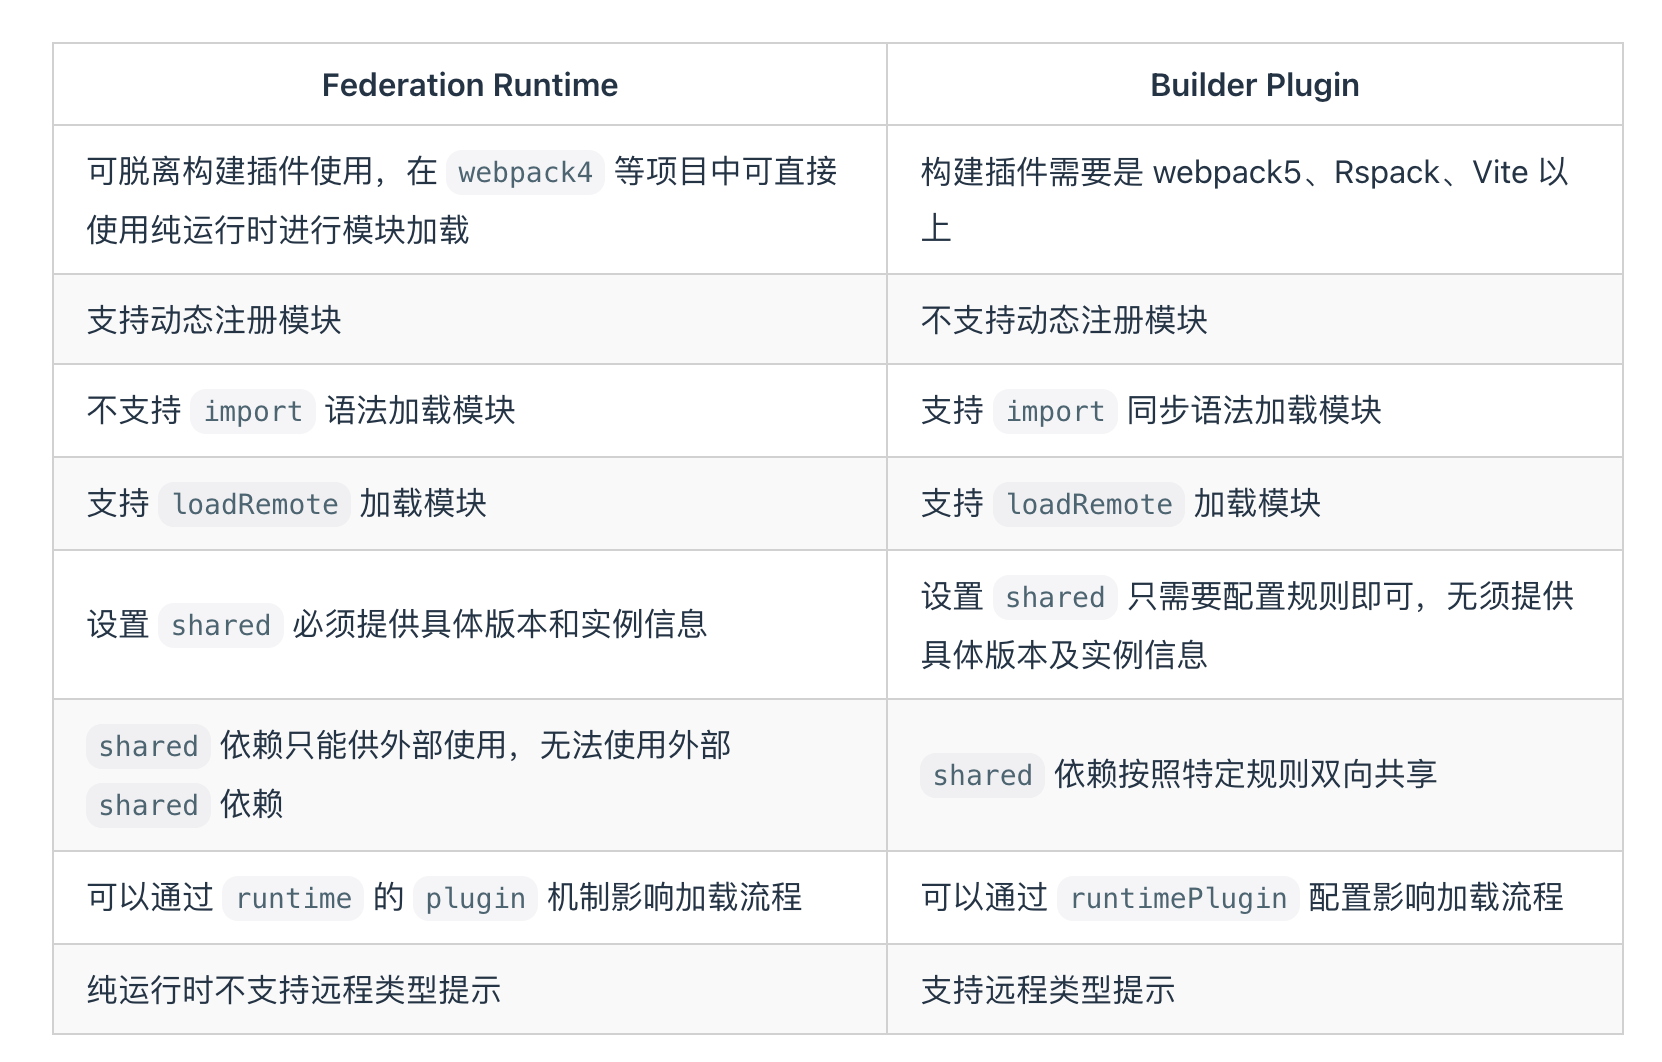 Federation Runtime
Builder Plugin
可脱离构建插件使用，在 webpack4 等项目中可直接
使用纯运行时进行模块加载
构建插件需要是 webpack5、Rspack、Vite 以
上
支持动态注册模块
不支持动态注册模块
不支持 import 语法加载模块
支持 import 同步语法加载模块
支持 loadRemote 加载模块
支持 loadRemote 加载模块
设置 shared 必须提供具体版本和实例信息
设置 shared 只需要配置规则即可，无须提供
具体版本及实例信息
shared 依赖只能供外部使用，无法使用外部
shared 依赖
shared 依赖按照特定规则双向共享
可以通过 runtime 的 plugin 机制影响加载流程
可以通过 runtimePlugin 配置影响加载流程
纯运行时不支持远程类型提示
支持远程类型提示